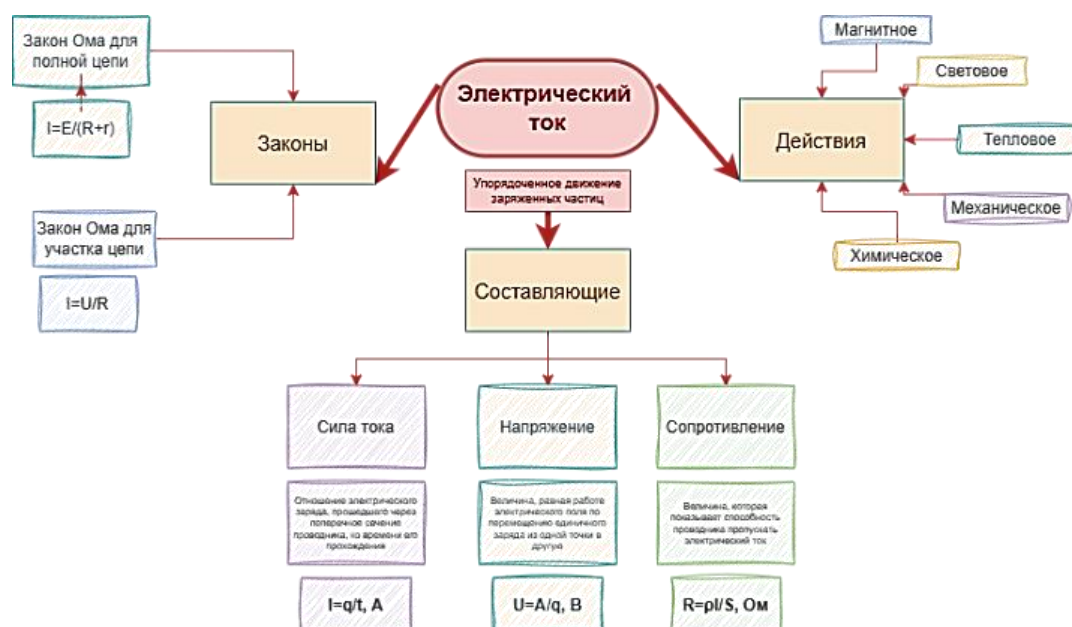 Электрический
ток
Упорядоченное движение
заряженных частиц
Закон Ома для
полной цепи
I=E/(R+r)
Законы
Закон Ома для
участка цепи
I=U/R
Магнитное
Световое
Действия
Тепловое
Механическое
Химическое
Составляющие
Сила тока
Напряжение
Сопротивление
Отношение электрического
заряда, прошедшего через
поперечное сечение
проводника, ко времени его
прохождения
Величина, равная работе
электрического поля по
перемещению единичного
заряда из одной точки в
другую
Величина, которая
показывает способность
проводника пропускать
электрический ток
I=q/t, А
U=A/q, В
R=ρl/S, Ом